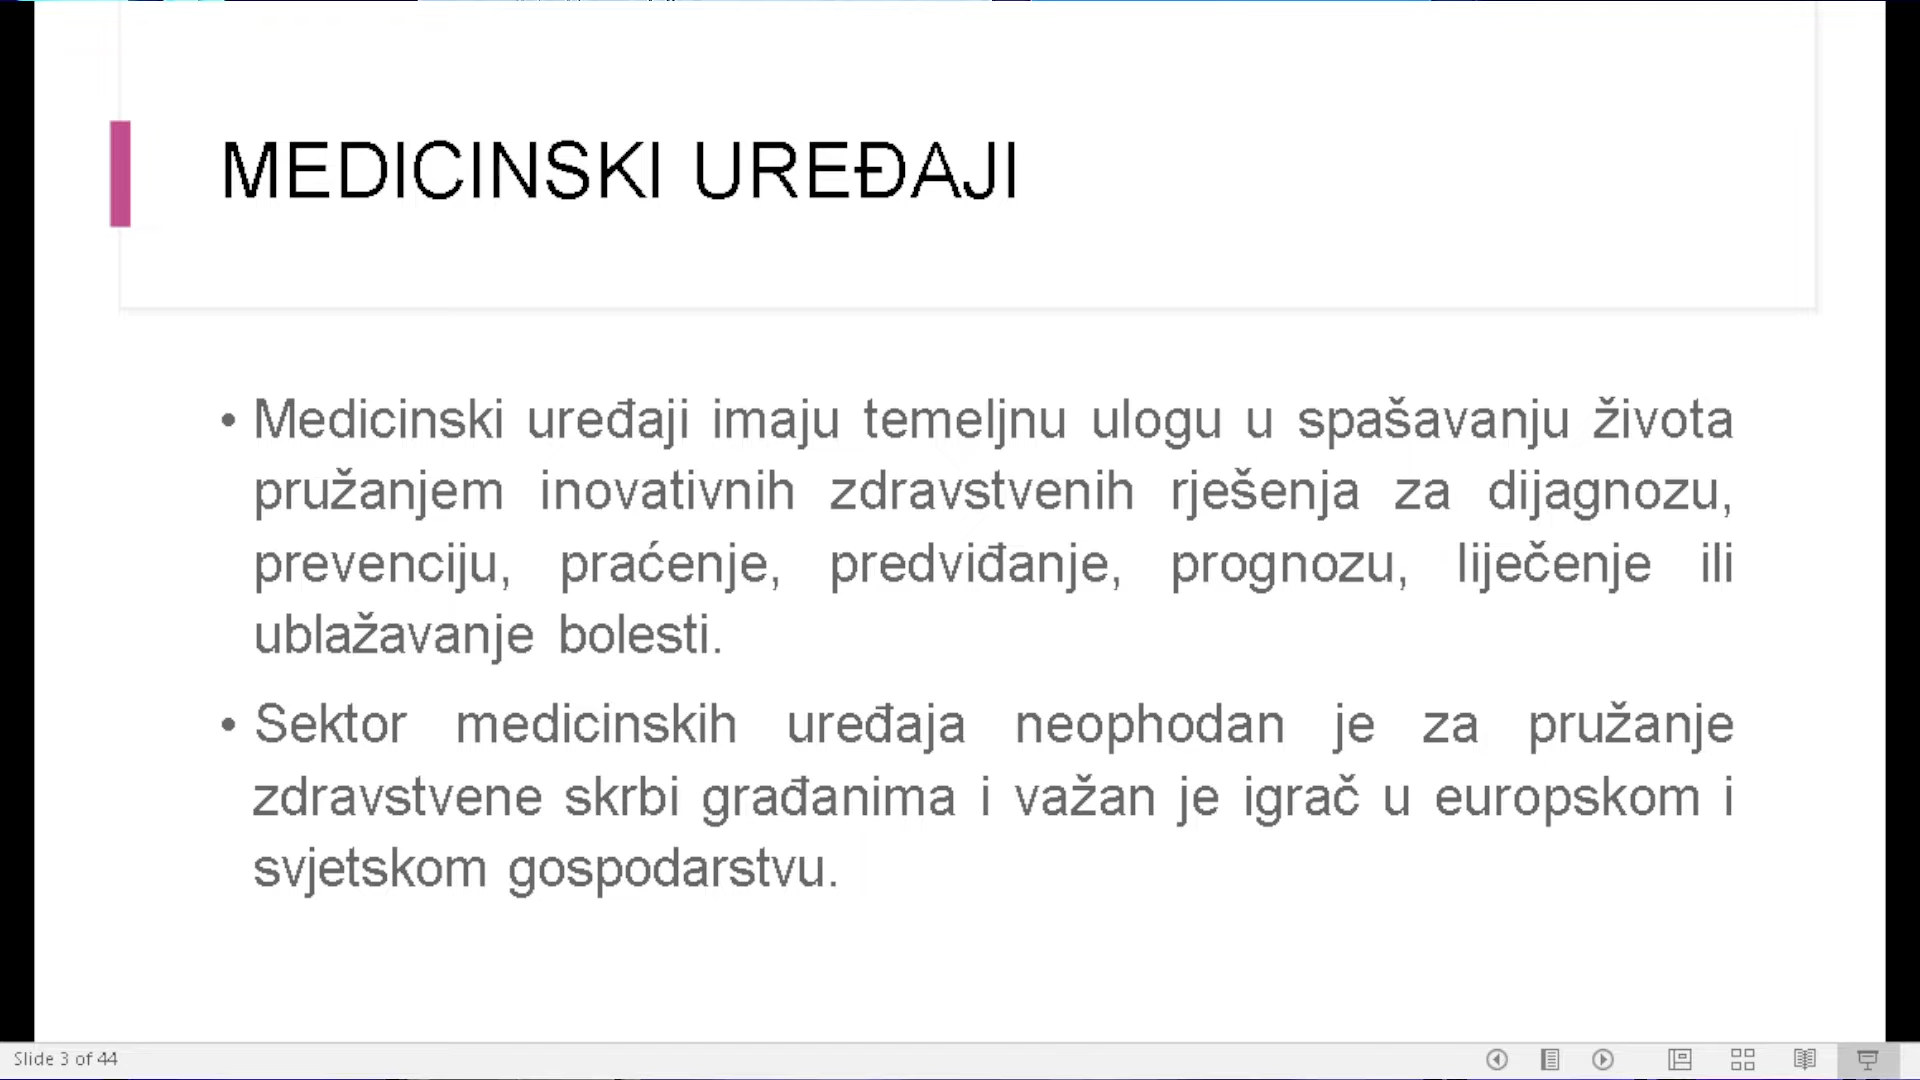 MEDICINSKI UREĐAJI
• Medicinski uređaji imaju temeljnu ulogu u spašavanju života
pružanjem inovativnih zdravstvenih rješenja za dijagnozu,
prevenciju, praćenje, predviđanje, prognozu, liječenje ili
ublažavanje bolesti.
• Sektor medicinskih uređaja neophodan je za pružanje
zdravstvene skrbi građanima i važan je igrač u europskom i
svjetskom gospodarstvu.
Slide 3 of 44